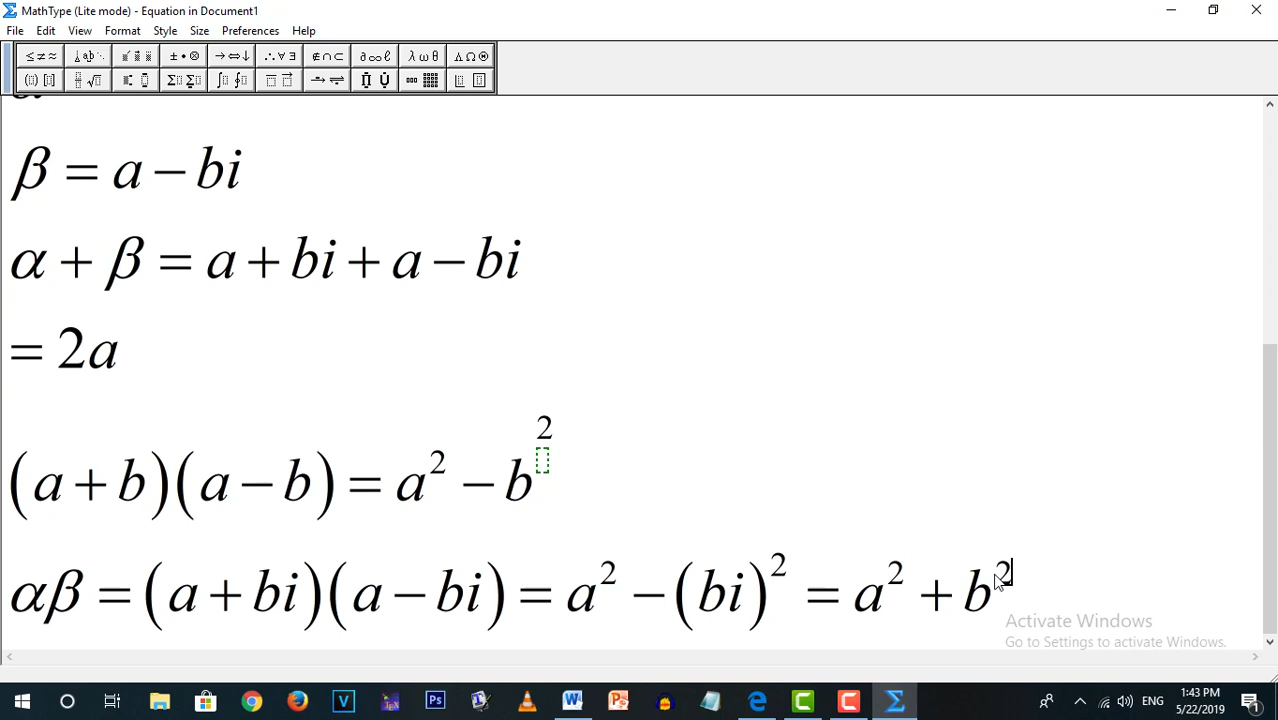 MathType (Lite mode) - Equation in Document1
File Edit View Format Style Size Preferences Help
β = a − bi
α + β = a + bi + a − bi
= 2a
(a + b)(a − b) = a² − b²
αβ = (a + bi)(a − bi) = a² − (bi)² = a² + b²
Activate Windows
Go to Settings to activate Windows.
ENG
1:43 PM
5/22/2019